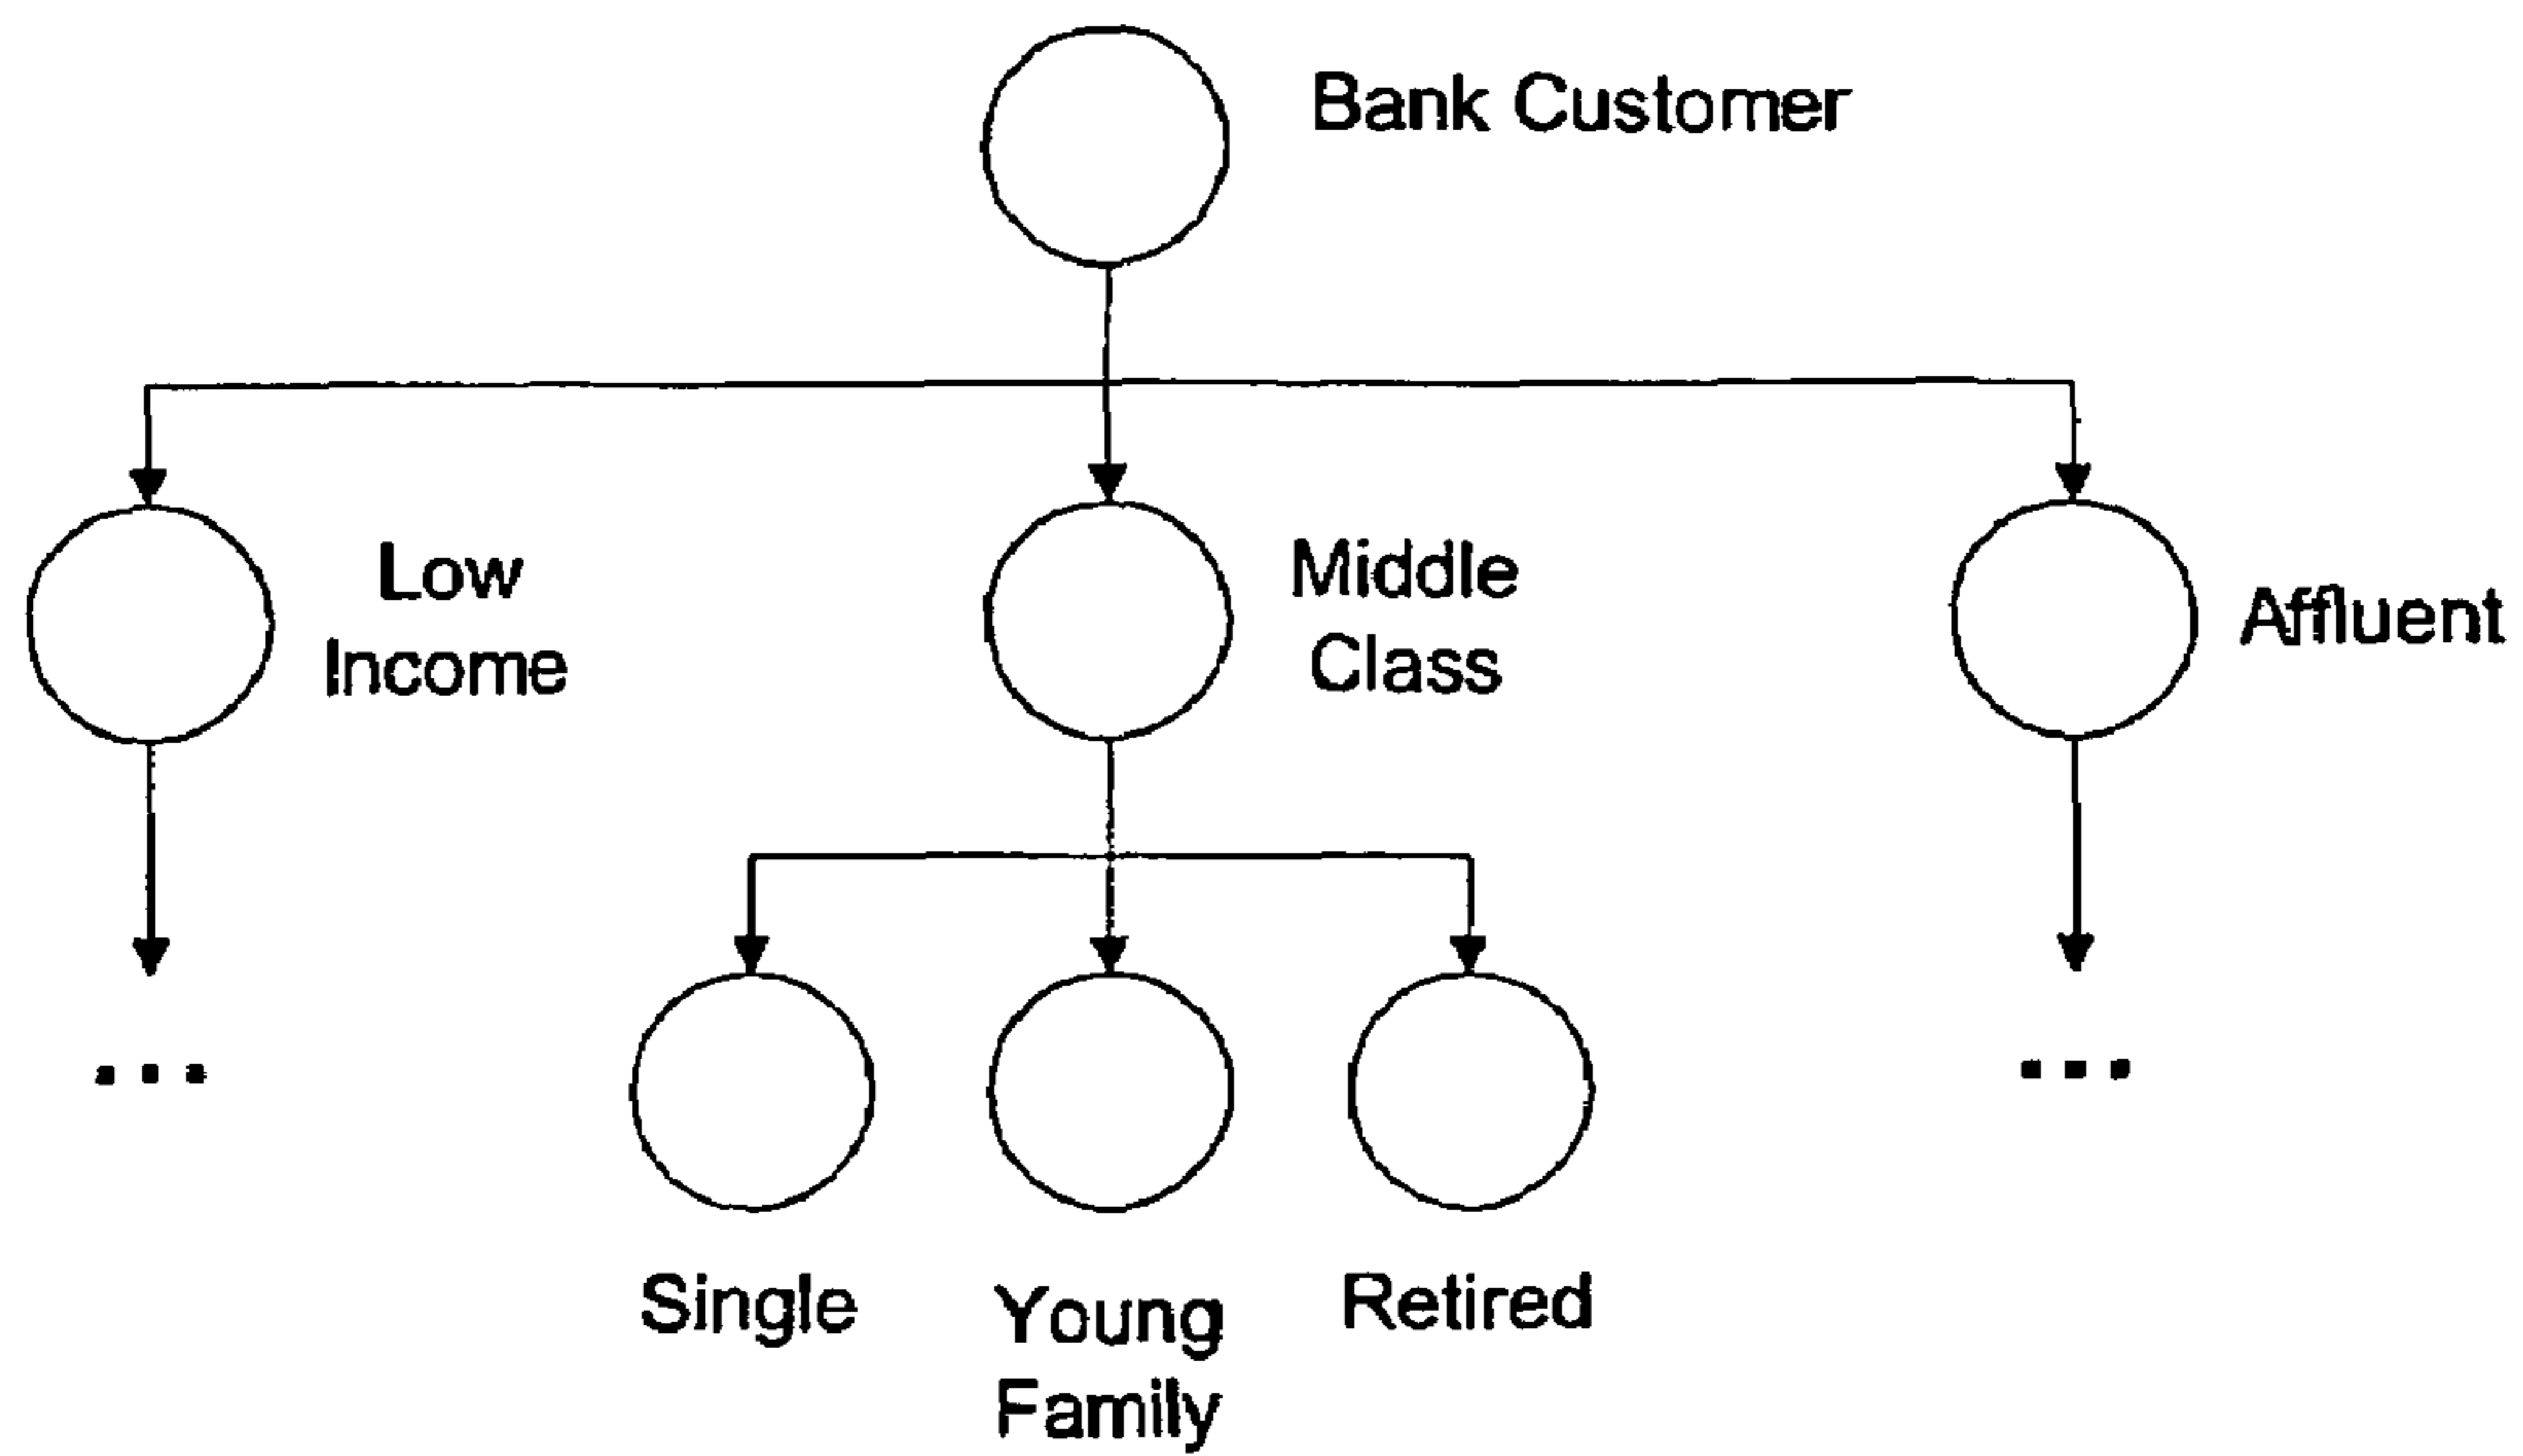 Bank Customer
Low
Income
Middle
Class
Affluent
...
...
Single
Young
Family
Retired